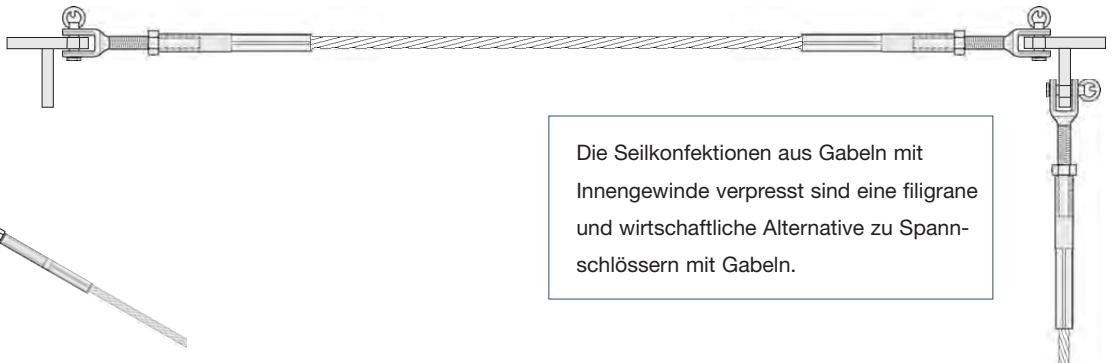 Die Seilkonfektionen aus Gabeln mit
Innengewinde verpresst sind eine filigrane
und wirtschaftliche Alternative zu Spann-
schlössern mit Gabeln.